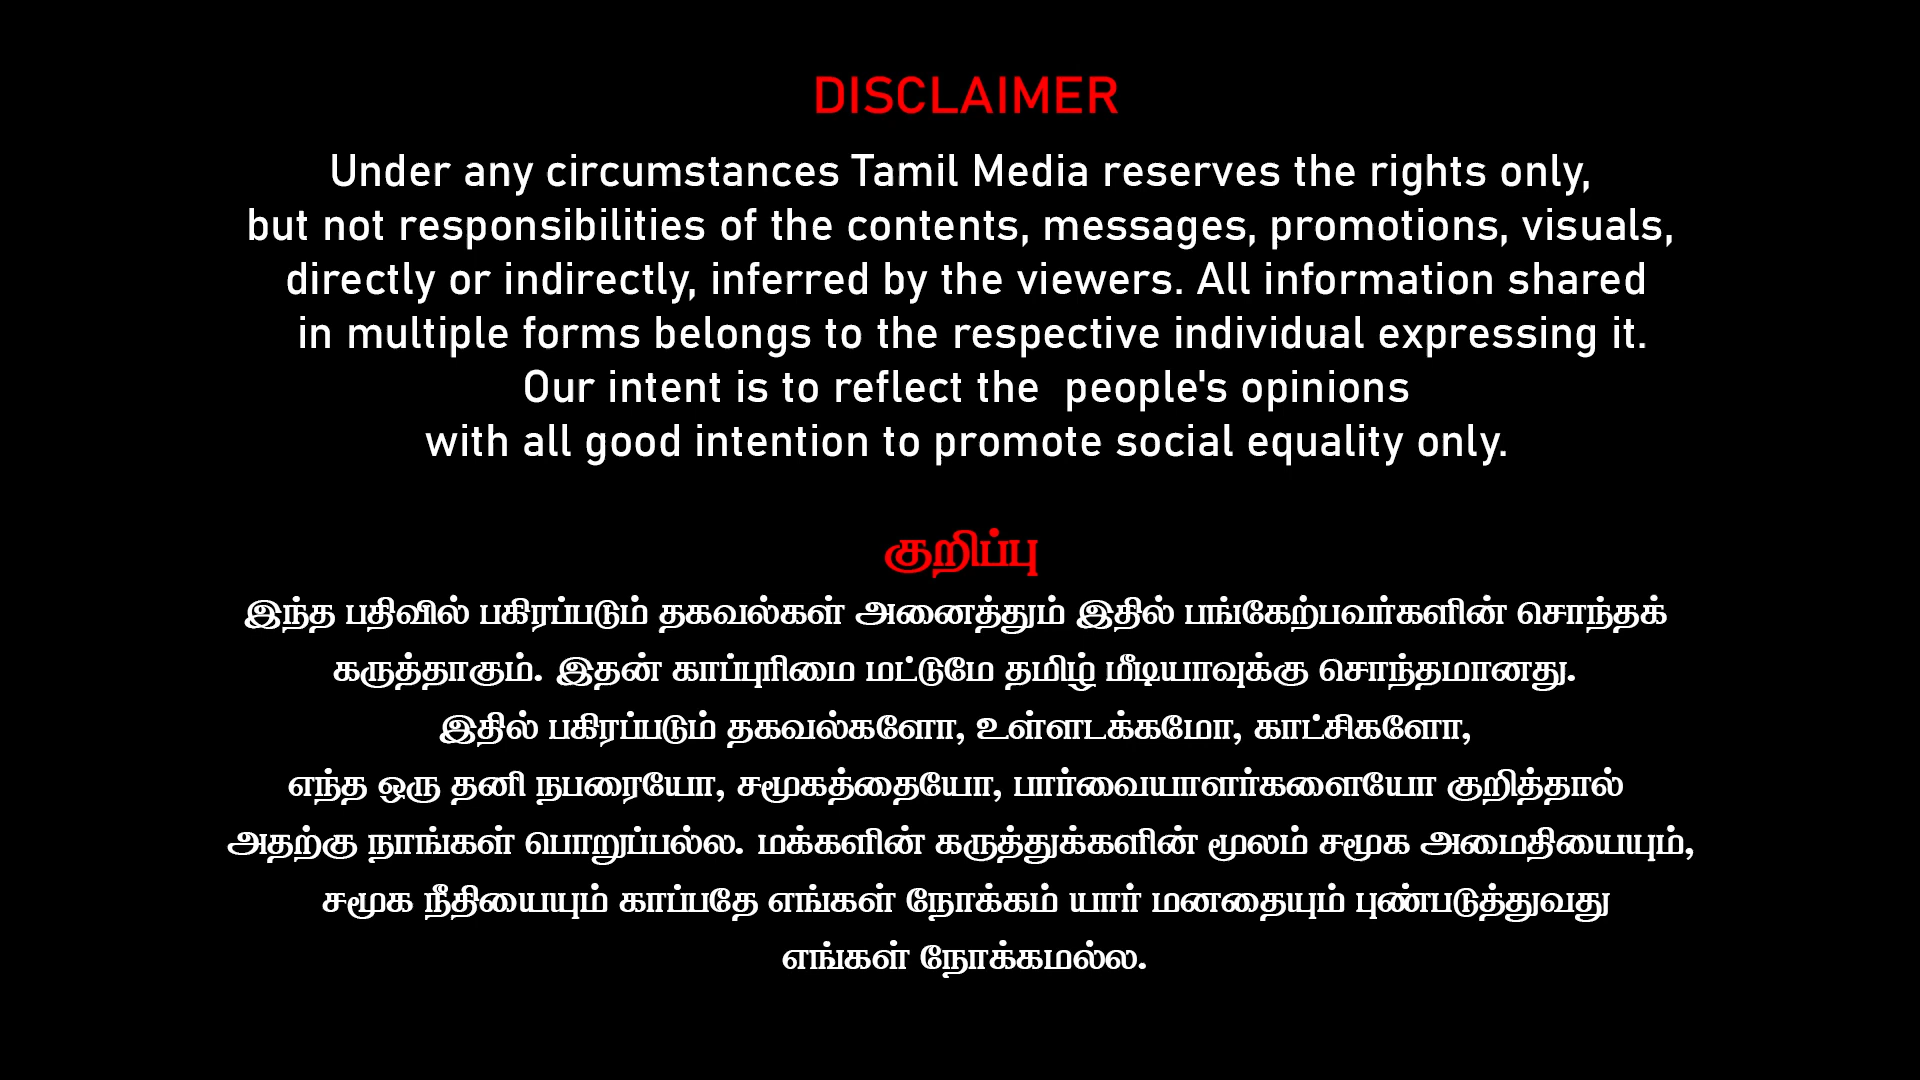 DISCLAIMER
Under any circumstances Tamil Media reserves the rights only,
but not responsibilities of the contents, messages, promotions, visuals,
directly or indirectly, inferred by the viewers. All information shared
in multiple forms belongs to the respective individual expressing it.
Our intent is to reflect the people's opinions
with all good intention to promote social equality only.
குறிப்பு
இந்த பதிவில் பகிரப்படும் தகவல்கள் அனைத்தும் இதில் பங்கேற்பவர்களின் சொந்தக்
கருத்தாகும். இதன் காப்புரிமை மட்டுமே தமிழ் மீடியாவுக்கு சொந்தமானது.
இதில் பகிரப்படும் தகவல்களோ, உள்ளடக்கமோ, காட்சிகளோ,
எந்த ஒரு தனி நபரையோ, சமூகத்தையோ, பார்வையாளர்களையோ குறித்தால்
அதற்கு நாங்கள் பொறுப்பல்ல. மக்களின் கருத்துக்களின் மூலம் சமூக அமைதியையும்,
சமூக நீதியையும் காப்பதே எங்கள் நோக்கம் யார் மனதையும் புண்படுத்துவது
எங்கள் நோக்கமல்ல.